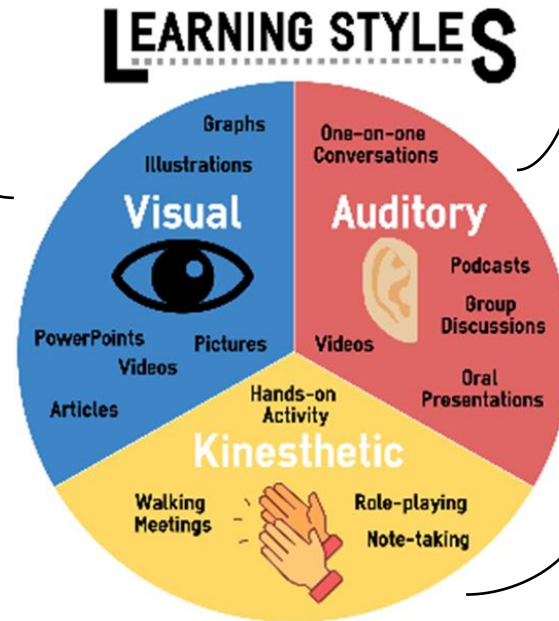 LEARNING STYLES
Graphs
Illustrations
Visual
PowerPoints
Videos
Pictures
Articles
One-on-one
Conversations
Auditory
Podcasts
Group
Discussions
Videos
Oral
Presentations
Hands-on
Activity
Kinesthetic
Walking
Meetings
Role-playing
Note-taking